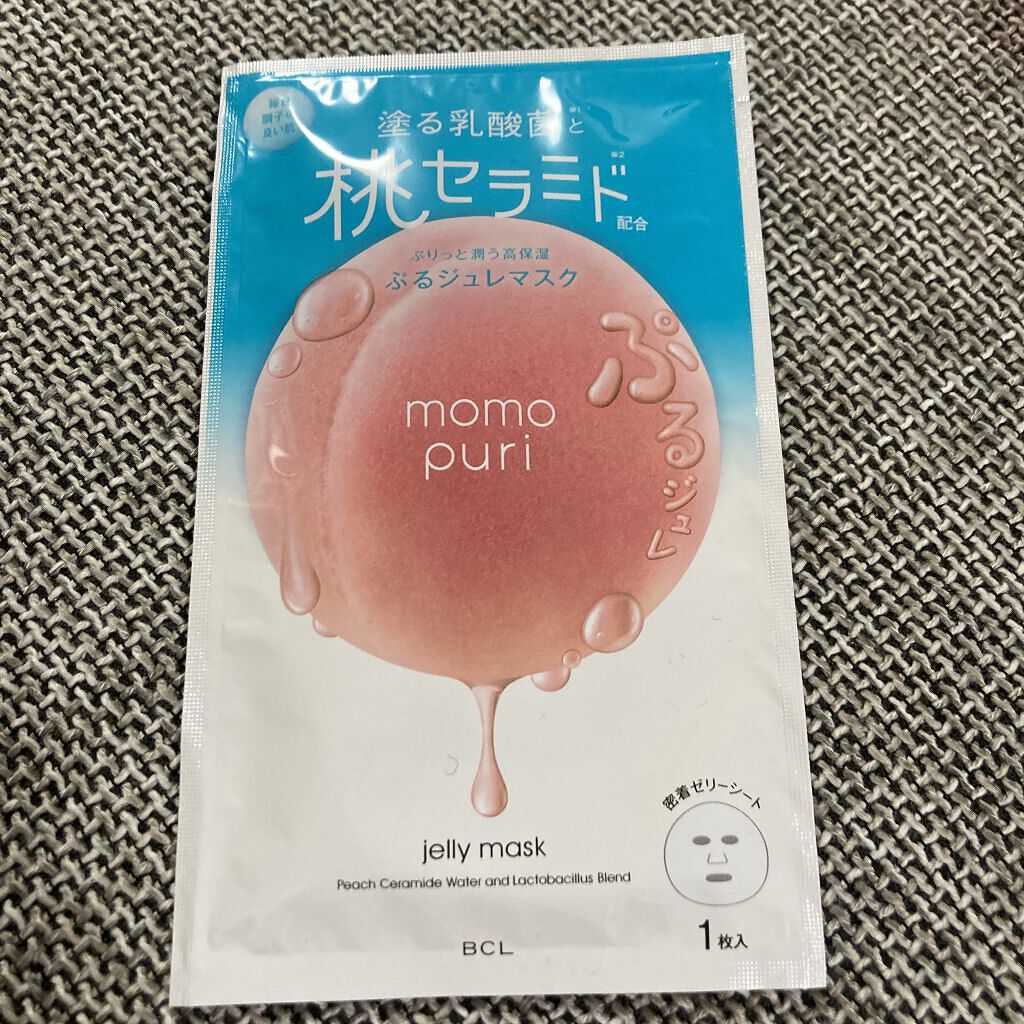 毎日
調子の
良い肌
塗る乳酸菌※1と
桃セラミド※2
配合
ぷりっと潤う高保湿
ぷるジュレマスク
momo
puri
ぷるジュレ
jelly mask
Peach Ceramide Water and Lactobacillus Blend
密着ゼリーシート
1枚入
BCL